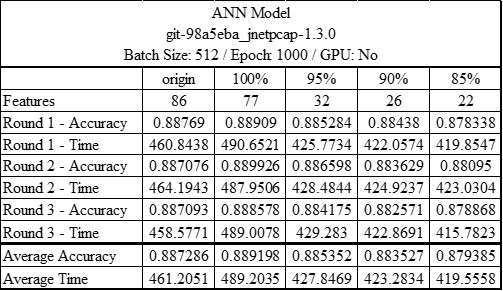 ANN Model
git-98a5eba_jnetpcap-1.3.0
Batch Size: 512 / Epoch: 1000 / GPU: No
origin 100% 95% 90% 85%
Features 86 77 32 26 22
Round 1 - Accuracy 0.88769 0.88909 0.885284 0.88438 0.878338
Round 1 - Time 460.8438 490.6521 425.7734 422.0574 419.8547
Round 2 - Accuracy 0.887076 0.889926 0.886598 0.883629 0.88095
Round 2 - Time 464.1943 487.9506 428.4844 424.9237 423.0304
Round 3 - Accuracy 0.887093 0.888578 0.884175 0.882571 0.878868
Round 3 - Time 458.5771 489.0078 429.283 422.8691 415.7823
Average Accuracy 0.887286 0.889198 0.885352 0.883527 0.879385
Average Time 461.2051 489.2035 427.8469 423.2834 419.5558